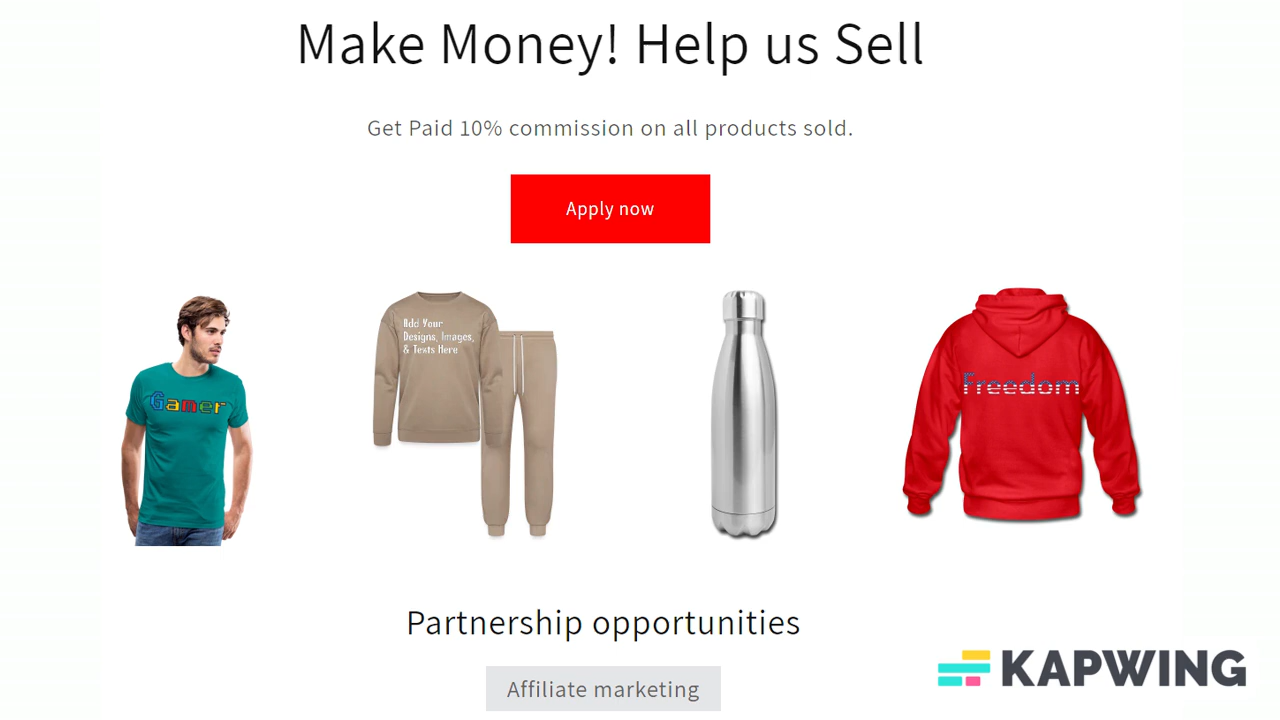 Make Money! Help us Sell
Get Paid 10% commission on all products sold.
Apply now
Gamer
Add Your
Designs, Images,
& Texts Here
Freedom
Partnership opportunities
Affiliate marketing
KAPWING